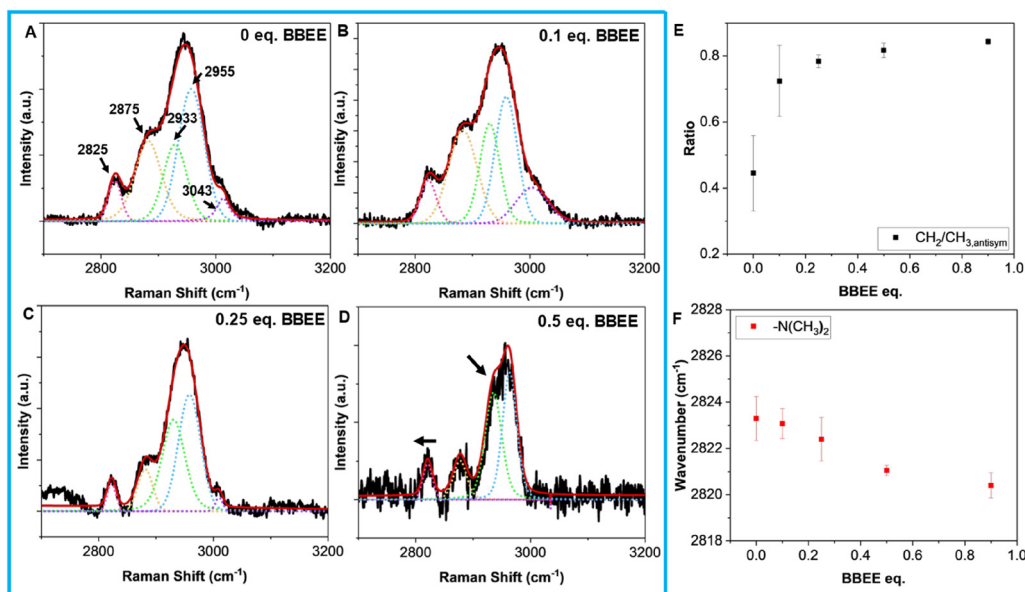 A
0 eq. BBEE
2955
2875
2933
2825
3043
Intensity (a.u.)
2800
3000
3200
Raman Shift (cm-1)
B
0.1 eq. BBEE
Intensity (a.u.)
2800
3000
3200
Raman Shift (cm-1)
C
0.25 eq. BBEE
Intensity (a.u.)
2800
3000
3200
Raman Shift (cm-1)
D
0.5 eq. BBEE
Intensity (a.u.)
2800
3000
3200
Raman Shift (cm-1)
E
0.8
0.6
0.4
0.2
Ratio
CH2/CH3,antisym
0.0 0.2 0.4 0.6 0.8 1.0
BBEE eq.
F
-N(CH3)2
2828
2826
2824
2822
2820
2818
Wavenumber (cm-1)
0.0 0.2 0.4 0.6 0.8 1.0
BBEE eq.